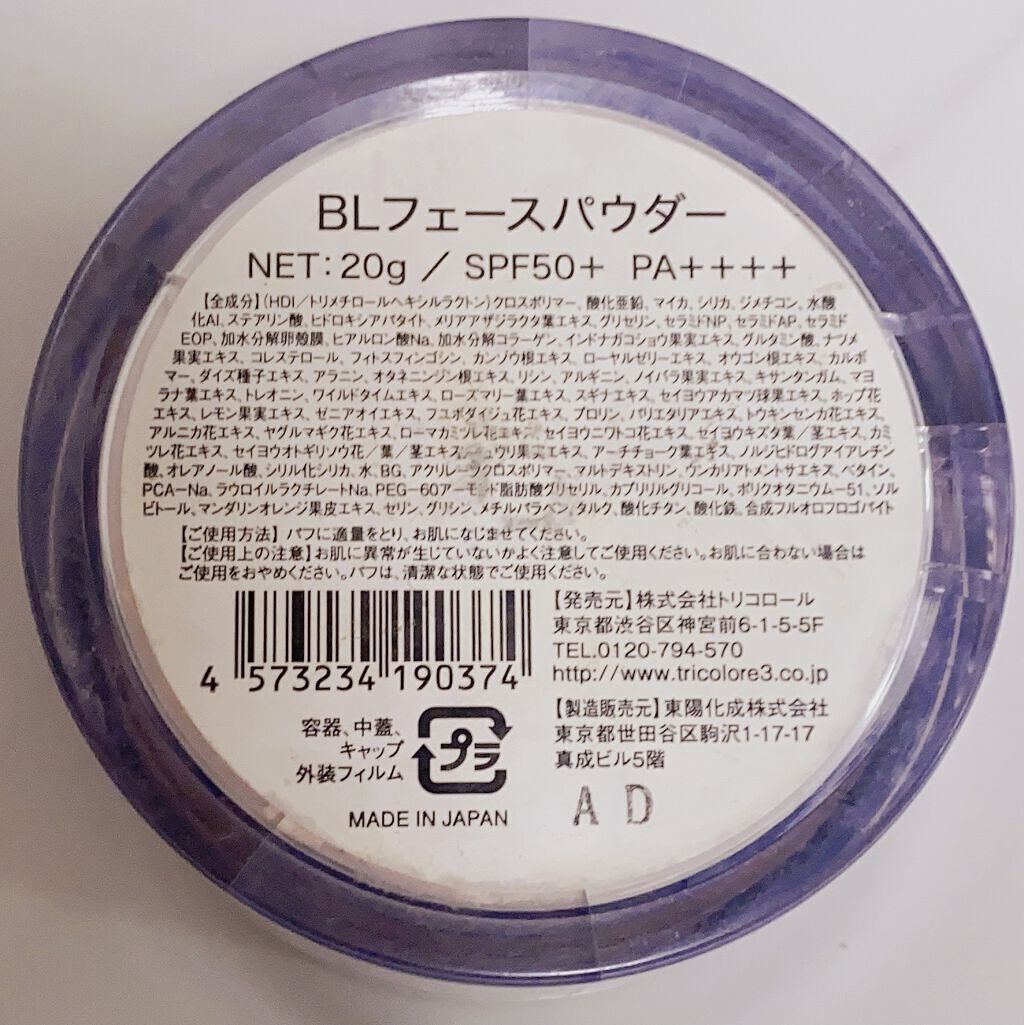 BLフェースパウダー
NET:20g / SPF50+ PA++++
【全成分】(HDI/トリメチロールヘキシルラクトン)クロスポリマー、酸化亜鉛、マイカ、シリカ、ジメチコン、水酸
化Al、ステアリン酸、ヒドロキシアパタイト、メリアアザジラクタ葉エキス、グリセリン、セラミドNP、セラミドAP、セラミド
EOP、加水分解卵殻膜、ヒアルロン酸Na、加水分解コラーゲン、インドナガコショウ果実エキス、グルタミン酸、ナツメ
果実エキス、コレステロール、フィトスフィンゴシン、カンゾウ根エキス、ローヤルゼリーエキス、オウゴン根エキス、カルボ
マー、ダイズ種子エキス、アラニン、オタネニンジン根エキス、リシン、アルギニン、ノイバラ果実エキス、キサンタンガム、マヨ
ラナ葉エキス、トレオニン、ワイルドタイムエキス、ローズマリー葉エキス、スギナエキス、セイヨウアカマツ球果エキス、ホップ花
エキス、レモン果実エキス、ゼニアオイエキス、フユボダイジュ花エキス、プロリン、パリエタリアエキス、トウキンセンカ花エキス、
アルニカ花エキス、ヤグルマギク花エキス、ローマカミツレ花エキス、セイヨウニワトコ花エキス、セイヨウキズタ葉/茎エキス、カミ
ツレ花エキス、セイヨウオトギリソウ花/葉/茎エキス、キュウリ果実エキス、アーチチョーク葉エキス、ノルジヒドログアイアレチン
酸、オレアノール酸、シリル化シリカ、水、BG、アクリレーツクロスポリマー、マルトデキストリン、ウンカリアトメントサエキス、ベタイン、
PCA-Na、ラウロイルラクチレートNa、PEG-60アーモンド脂肪酸グリセリル、カプリリルグリコール、ポリクオタニウム-51、ソル
ビトール、マンダリンオレンジ果皮エキス、セリン、グリシン、メチルパラベン、タルク、酸化チタン、酸化鉄、合成フルオロフロゴパイト
【ご使用方法】パフに適量をとり、お肌になじませてください。
【ご使用上の注意】お肌に異常が生じていないかよく注意してご使用ください。お肌に合わない場合は
ご使用をおやめください。パフは、清潔な状態でご使用ください。
4 573234 190374
【発売元】株式会社トリコロール
東京都渋谷区神宮前6-1-5-5F
TEL.0120-794-570
http://www.tricolore3.co.jp
【製造販売元】東陽化成株式会社
東京都世田谷区駒沢1-17-17
真成ビル5階
容器、中蓋、
キャップ
外装フィルム
プラ
MADE IN JAPAN
AD